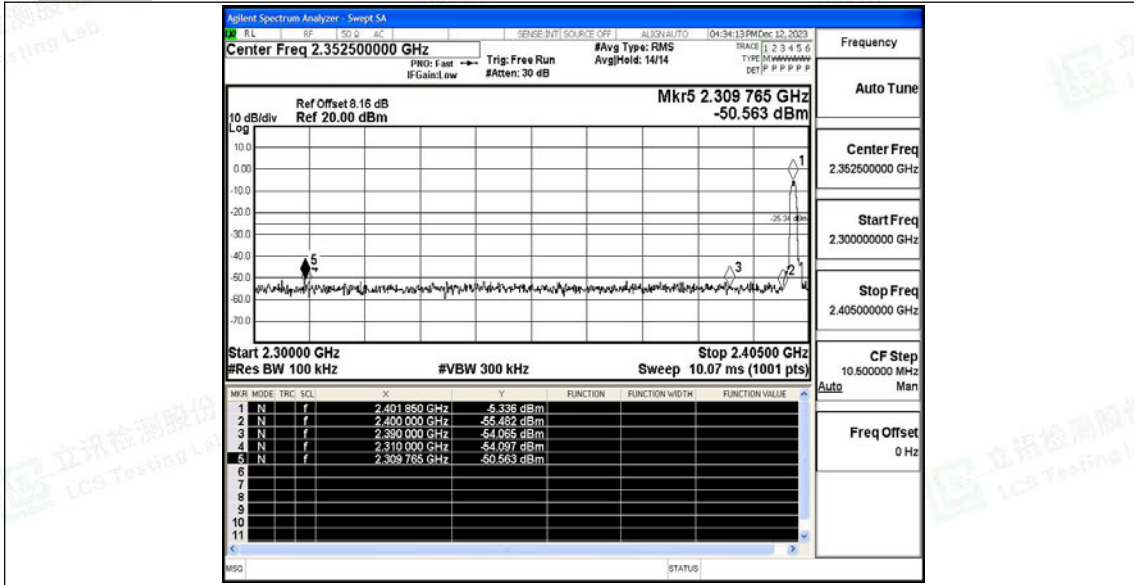 Agilent Spectrum Analyzer - Swept SA
RL RF 50 Ω AC SENSE:INT SOURCE OFF ALIGN AUTO 04:34:13 PM Dec 12, 2023
Center Freq 2.352500000 GHz
PNO: Fast
IFGain:Low
Trig: Free Run
#Atten: 30 dB
#Avg Type: RMS
Avg|Hold: 14/14
TRACE 1 2 3 4 5 6
TYPE M
DET P P P P P P
Frequency
Auto Tune
Center Freq
2.352500000 GHz
Start Freq
2.300000000 GHz
Stop Freq
2.405000000 GHz
CF Step
10.500000 MHz
Auto Man
Freq Offset
0 Hz
Mkr5 2.309 765 GHz
-50.563 dBm
Ref Offset 8.16 dB
10 dB/div Ref 20.00 dBm
Log
10.0
0.00
-10.0
-20.0
-30.0
-40.0
-50.0
-60.0
-70.0
1
-25.34 dBm
5
4
3
2
Start 2.30000 GHz Stop 2.40500 GHz
#Res BW 100 kHz #VBW 300 kHz Sweep 10.07 ms (1001 pts)
MKR MODE TRC SCL X Y FUNCTION FUNCTION WIDTH FUNCTION VALUE
1 N f 2.401 850 GHz -5.336 dBm
2 N f 2.400 000 GHz -55.482 dBm
3 N f 2.390 000 GHz -54.065 dBm
4 N f 2.310 000 GHz -54.097 dBm
5 N f 2.309 765 GHz -50.563 dBm
6
7
8
9
10
11
MSG STATUS
立讯检测股份
LCS Testing Lab
立讯检测股份
LCS Testing L